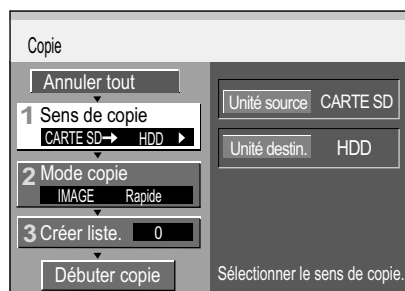 Copie
Annuler tout
1 Sens de copie
CARTE SD→ HDD ▶
2 Mode copie
IMAGE Rapide
3 Créer liste. 0
Débuter copie
Unité source CARTE SD
Unité destin. HDD
Sélectionner le sens de copie.